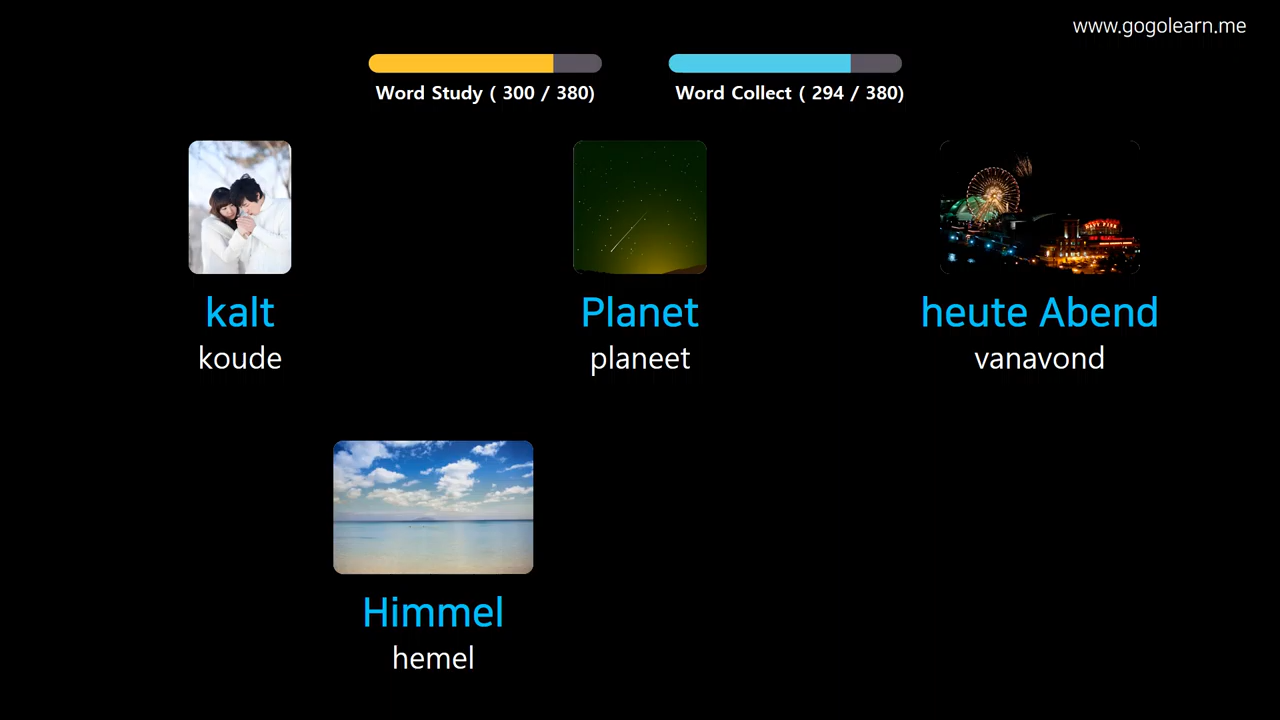 www.gogolearn.me
Word Study ( 300 / 380)
Word Collect ( 294 / 380)
kalt
koude
Planet
planeet
heute Abend
vanavond
Himmel
hemel